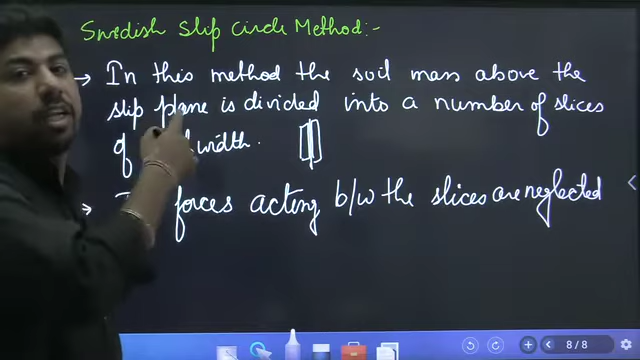 Swedish Slip Circle Method:-
→ In this method the soil mass above the
slip plane is divided into a number of slices
of width.
→ forces acting b/w the slices are neglected
8/8